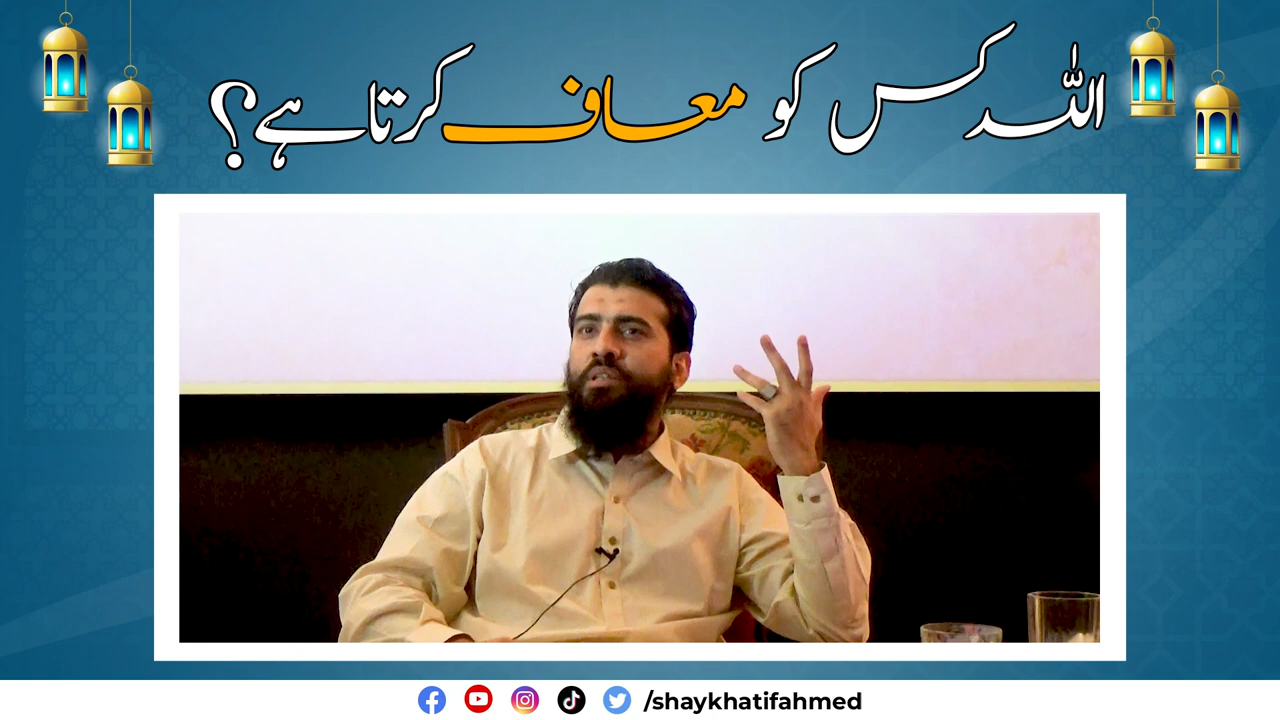 اللہ کس کو معاف کرتا ہے؟
/shaykhatifahmed